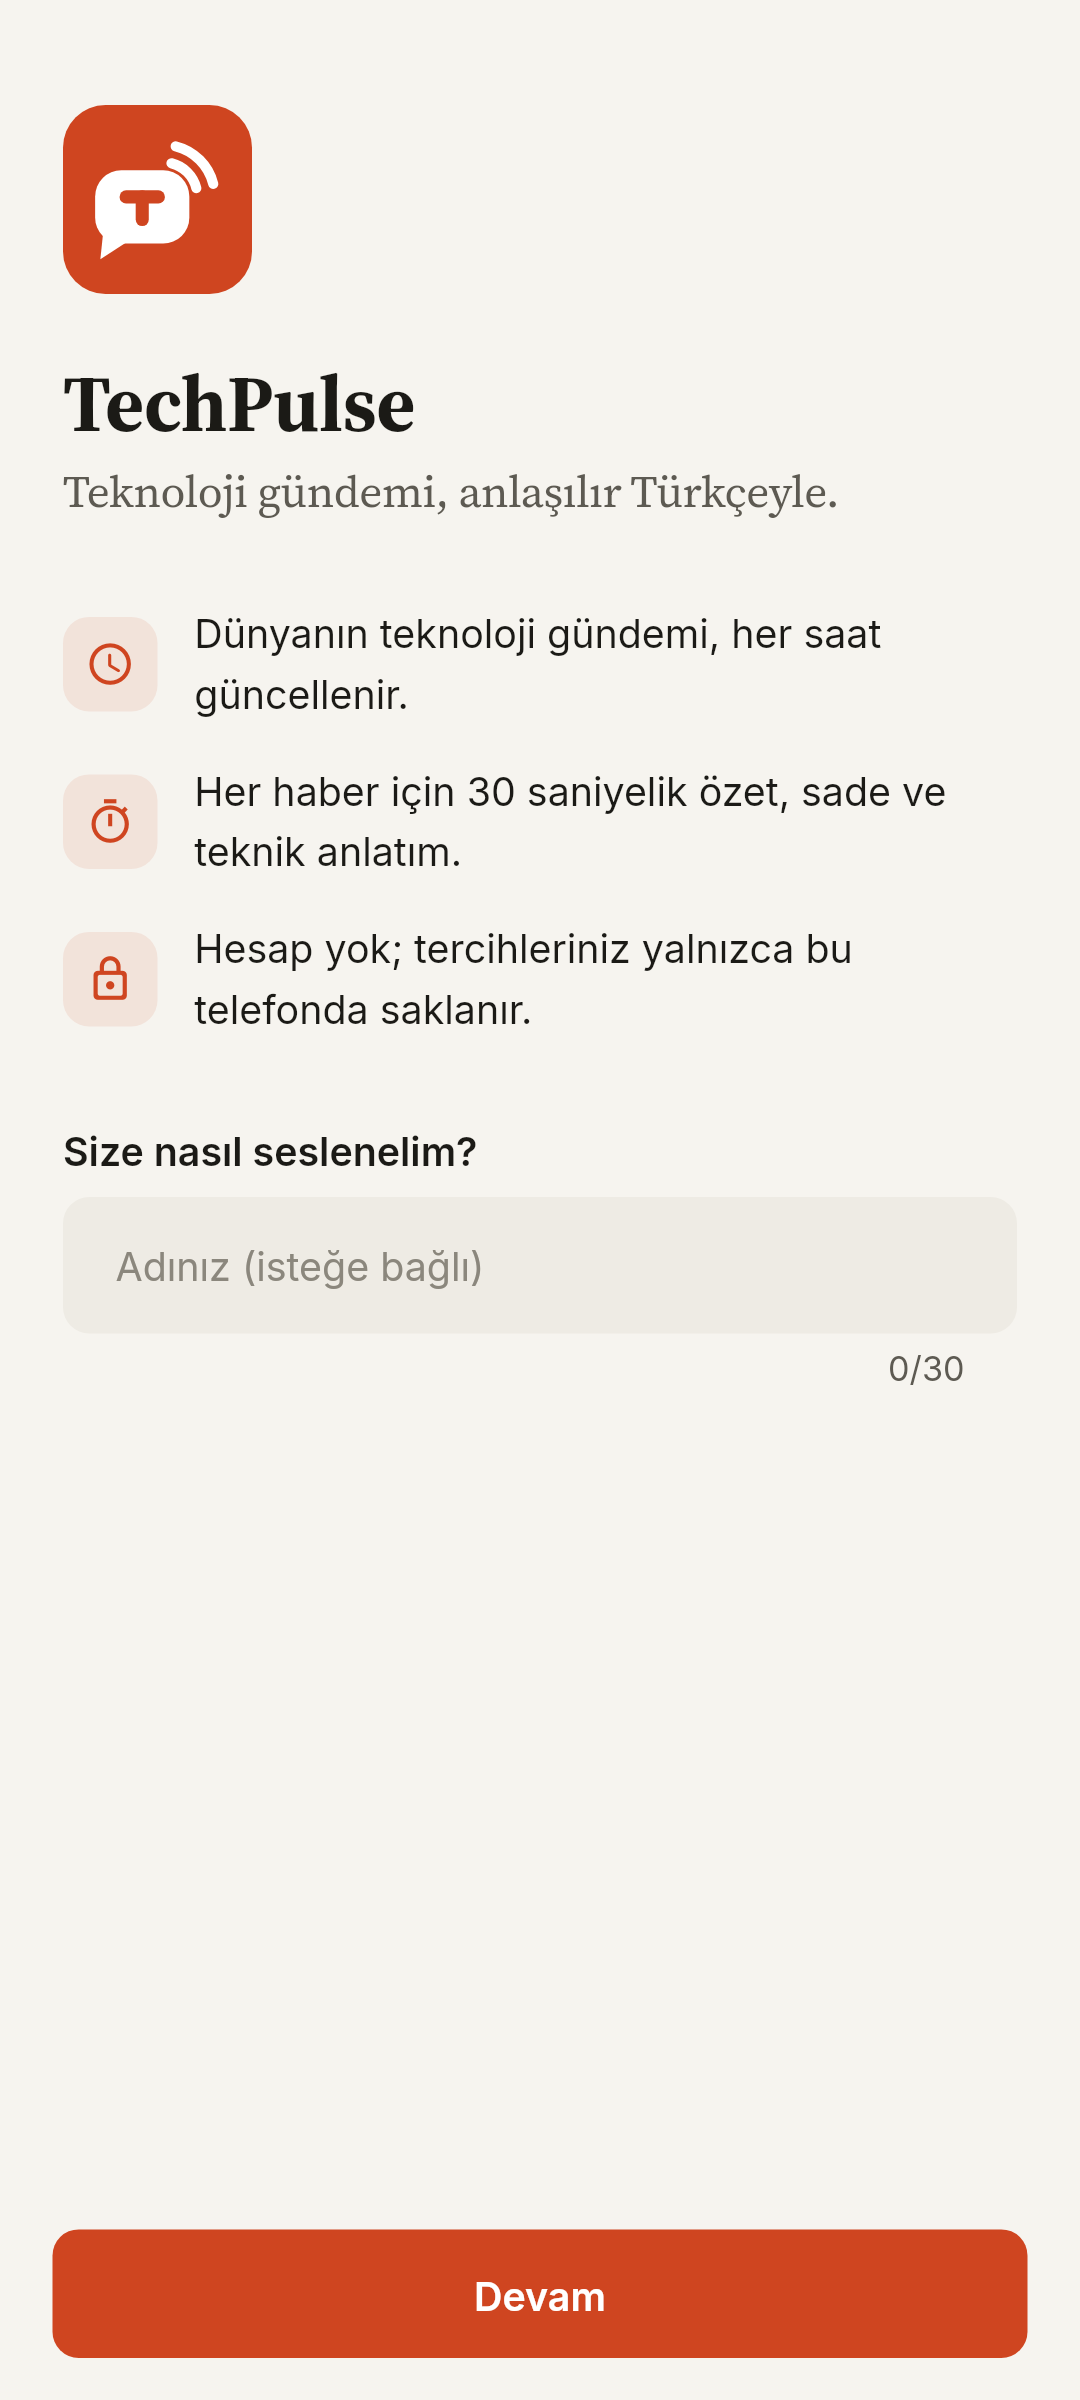 T
TechPulse
Teknoloji gündemi, anlaşılır Türkçeyle.
Dünyanın teknoloji gündemi, her saat
güncellenir.
Her haber için 30 saniyelik özet, sade ve
teknik anlatım.
Hesap yok; tercihleriniz yalnızca bu
telefonda saklanır.
Size nasıl seslenelim?
Adınız (isteğe bağlı)
0/30
Devam